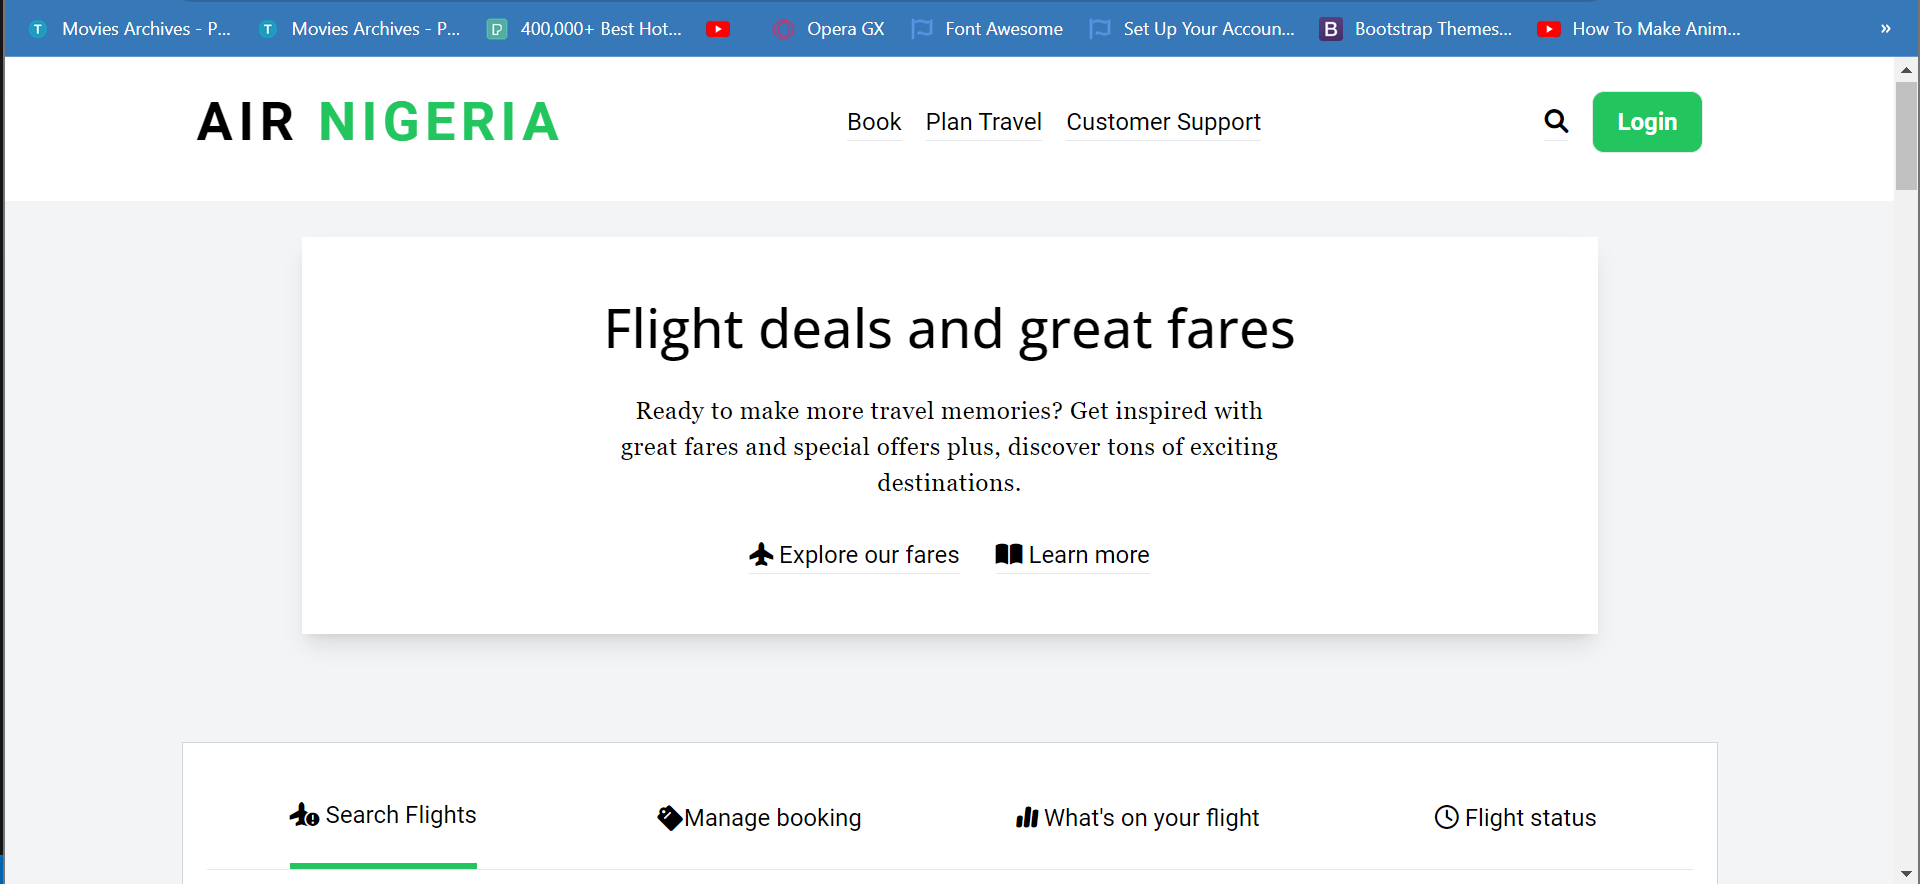 Movies Archives - P... Movies Archives - P... 400,000+ Best Hot... Opera GX Font Awesome Set Up Your Accoun... Bootstrap Themes... How To Make Anim... »
AIR NIGERIA Book Plan Travel Customer Support Login
Flight deals and great fares
Ready to make more travel memories? Get inspired with
great fares and special offers plus, discover tons of exciting
destinations.
Explore our fares Learn more
Search Flights Manage booking What's on your flight Flight status